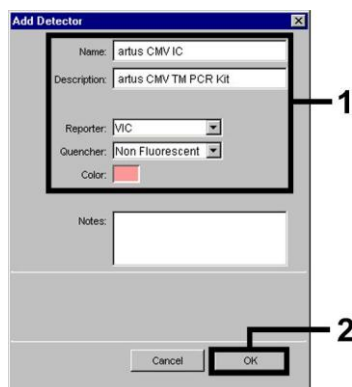 Add Detector
Name: artus CMV IC
Description: artus CMV TM PCR Kit
Reporter: VIC
Quencher: Non Fluorescent
Color:
1
Notes:
2
Cancel OK